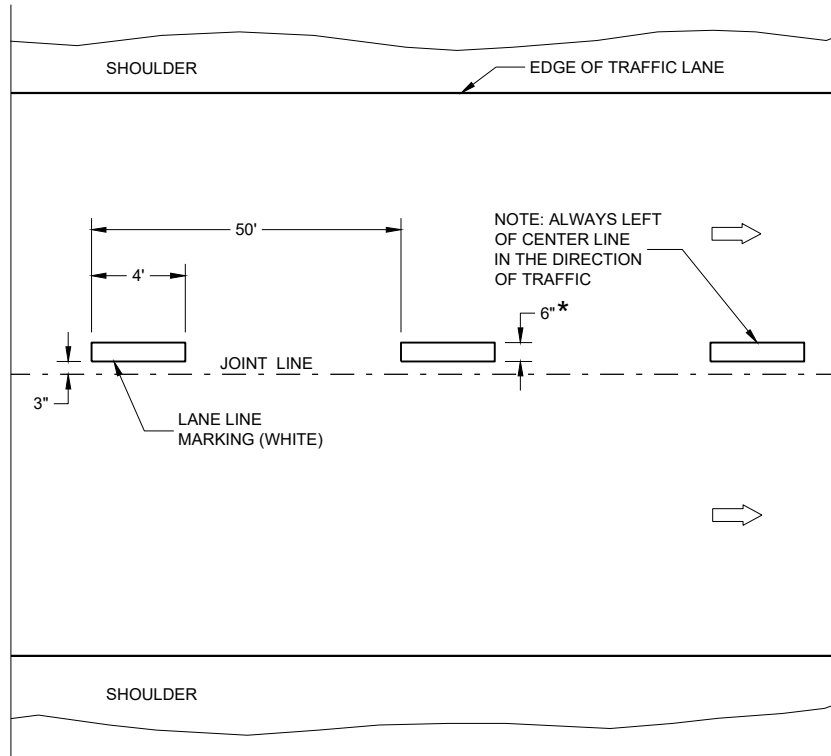 SHOULDER
EDGE OF TRAFFIC LANE
50'
NOTE: ALWAYS LEFT
OF CENTER LINE
IN THE DIRECTION
OF TRAFFIC
4'
6"*
JOINT LINE
3"
LANE LINE
MARKING (WHITE)
SHOULDER